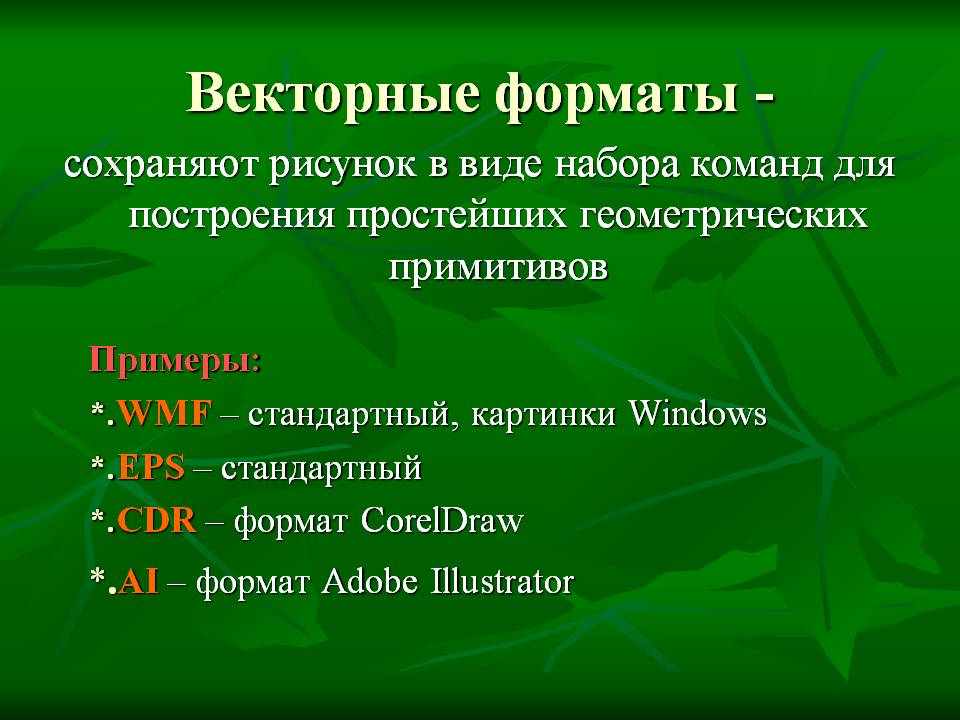 Векторные форматы -
сохраняют рисунок в виде набора команд для
построения простейших геометрических
примитивов
Примеры:
*.WMF – стандартный, картинки Windows
*.EPS – стандартный
*.CDR – формат CorelDraw
*.AI – формат Adobe Illustrator